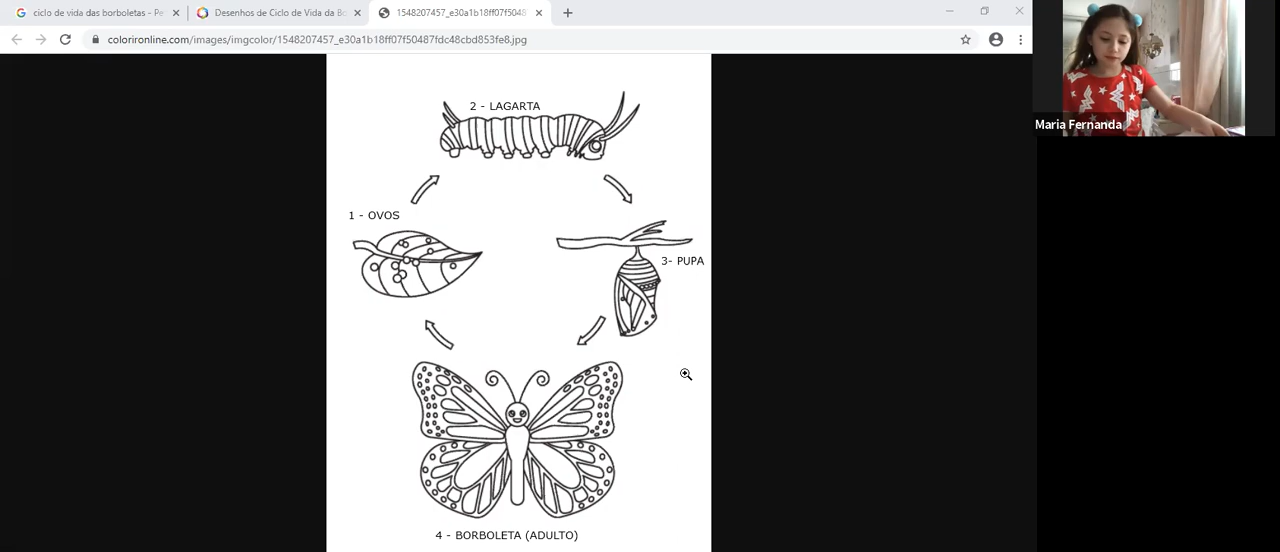 ciclo de vida das borboletas - Pe
Desenhos de Ciclo de Vida da Bo
1548207457_e30a1b18ff07f5048
colorironline.com/images/imgcolor/1548207457_e30a1b18ff07f50487fdc48cbd853fe8.jpg
Maria Fernanda
2 - LAGARTA
1 - OVOS
3- PUPA
4 - BORBOLETA (ADULTO)